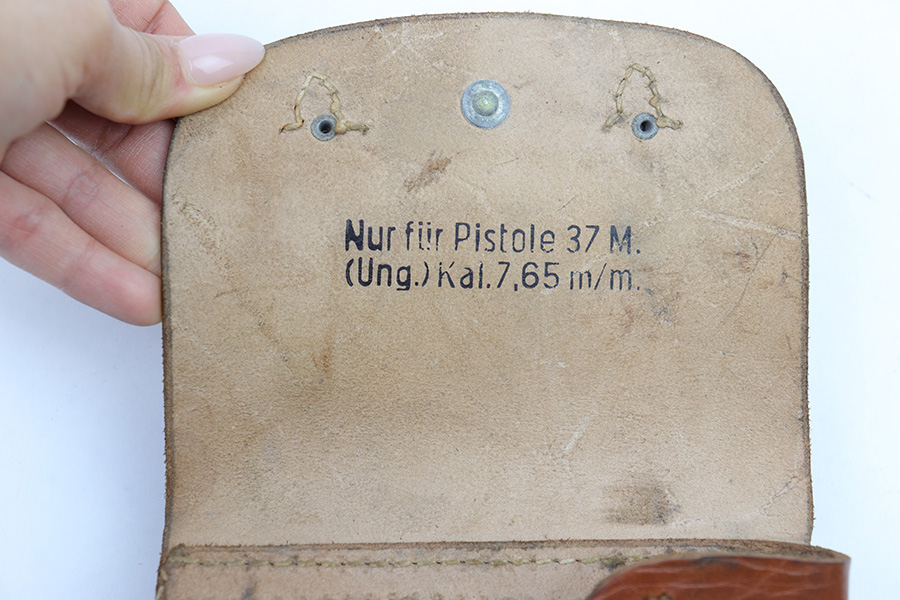 Nur für Pistole 37 M.
(Ung.) Kal. 7,65 m/m.